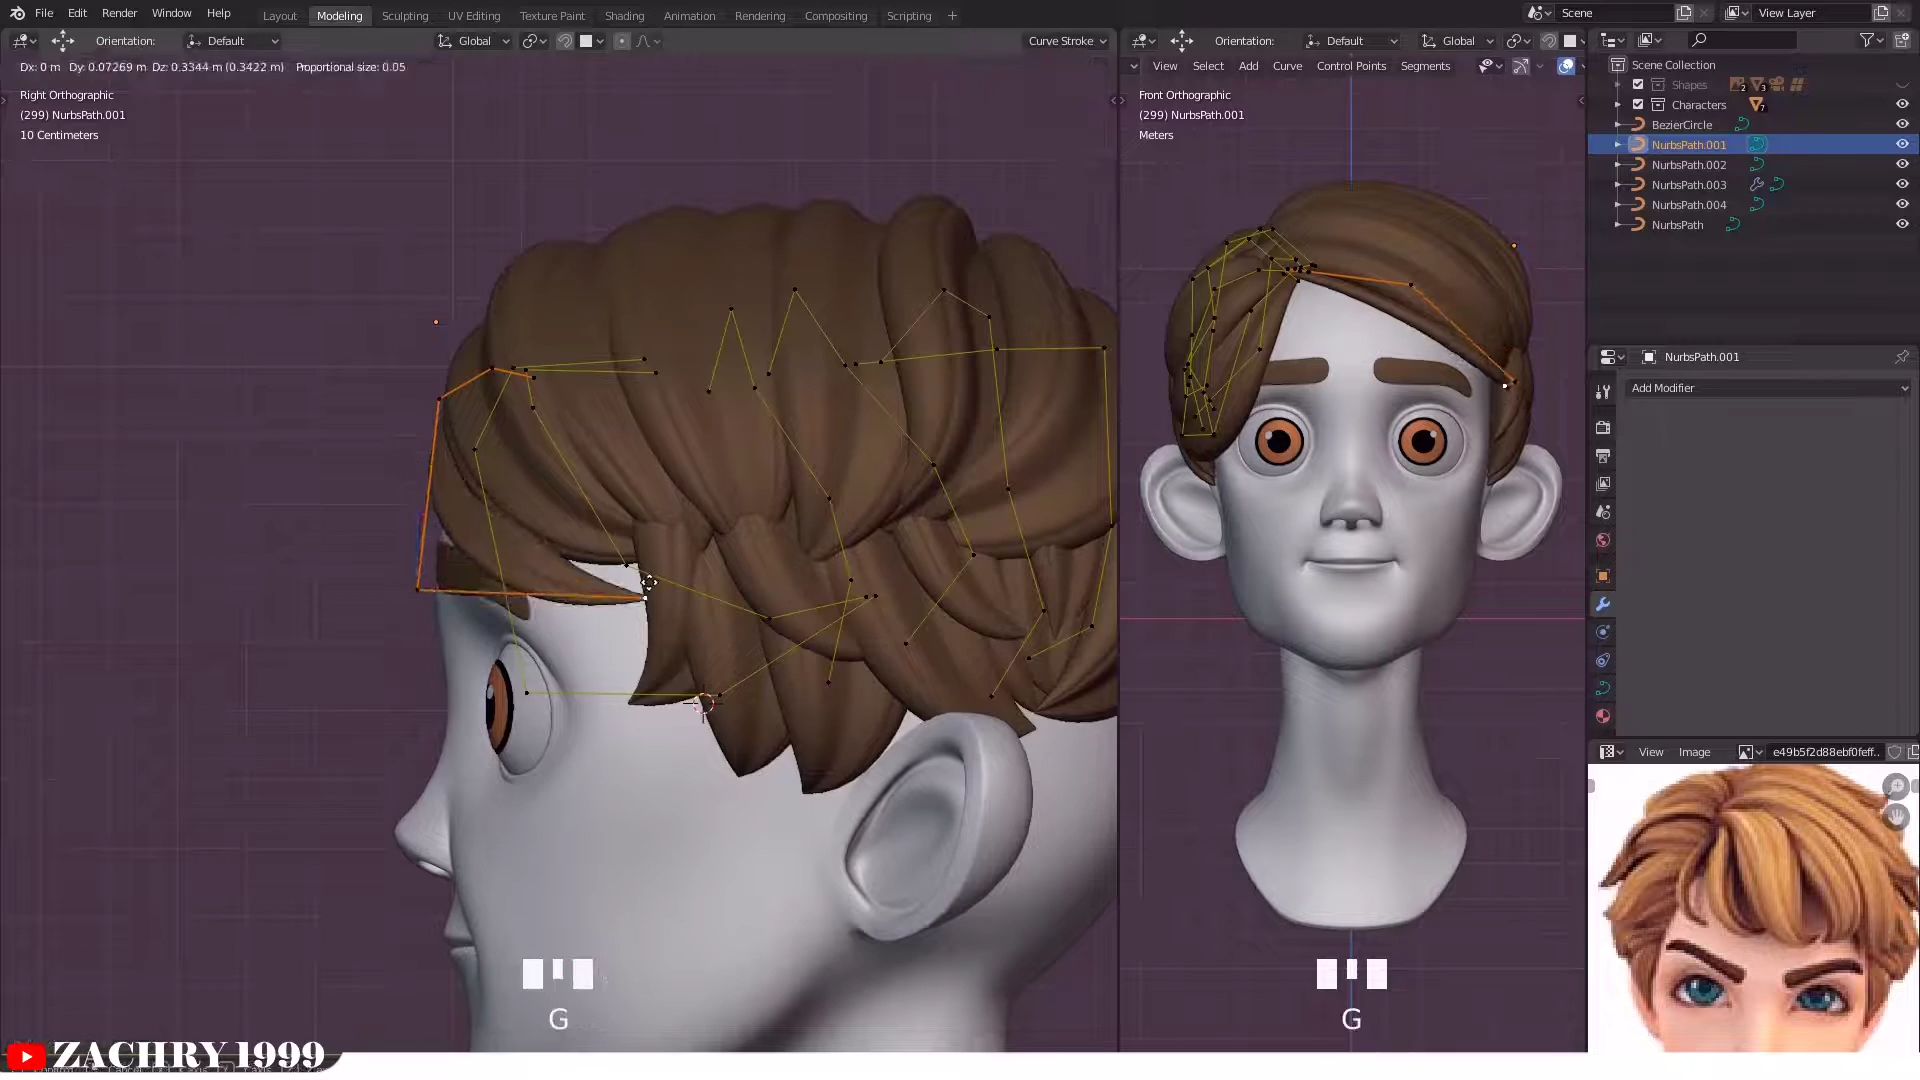 File Edit Render Window Help
Layout Modeling Sculpting UV Editing Texture Paint Shading Animation Rendering Compositing Scripting +
Scene View Layer
Orientation: Default Global Curve Stroke
Orientation: Default Global
Dx: 0 m Dy: 0.07269 m Dz: 0.3344 m (0.3422 m) Proportional size: 0.05
View Select Add Curve Control Points Segments
Right Orthographic
(299) NurbsPath.001
10 Centimeters
Front Orthographic
(299) NurbsPath.001
Meters
Scene Collection
Shapes 2 3
Characters 7
BezierCircle
NurbsPath.001
NurbsPath.002
NurbsPath.003
NurbsPath.004
NurbsPath
NurbsPath.001
Add Modifier
View Image e49b5f2d88ebf0feff..
G
G
ZACHRY 1999